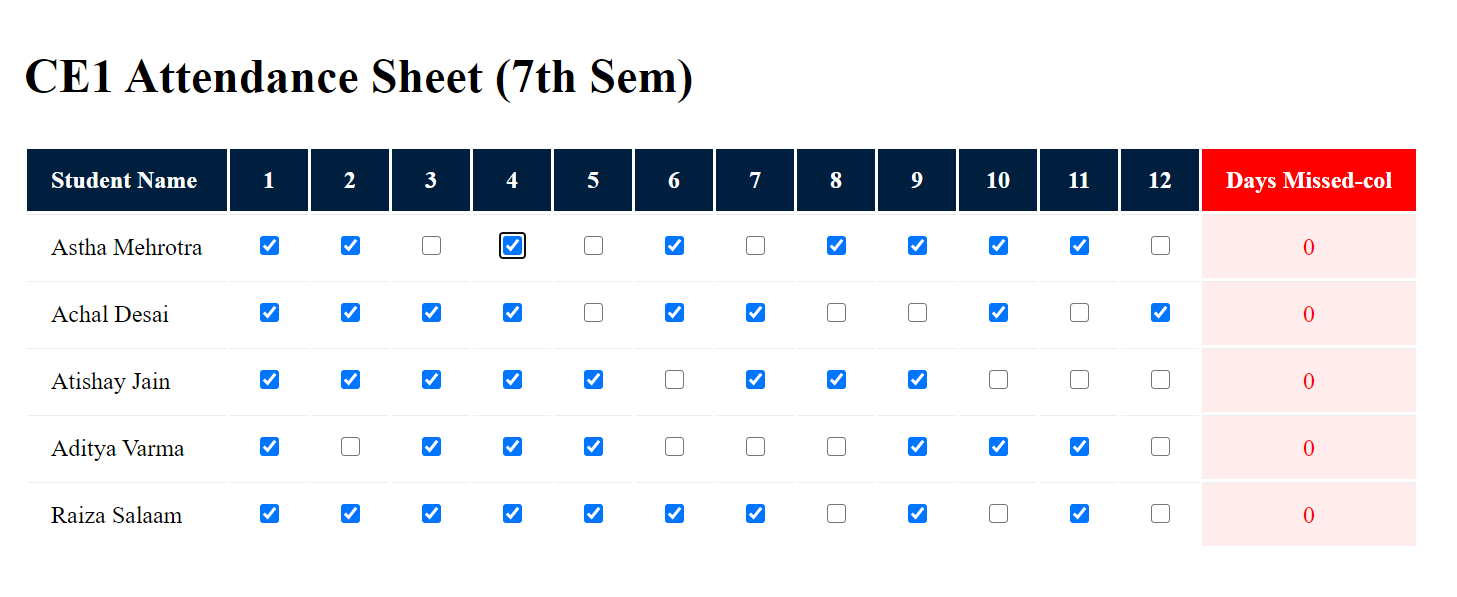 CE1 Attendance Sheet (7th Sem)
Student Name 1 2 3 4 5 6 7 8 9 10 11 12 Days Missed-col
Astha Mehrotra 0
Achal Desai 0
Atishay Jain 0
Aditya Varma 0
Raiza Salaam 0